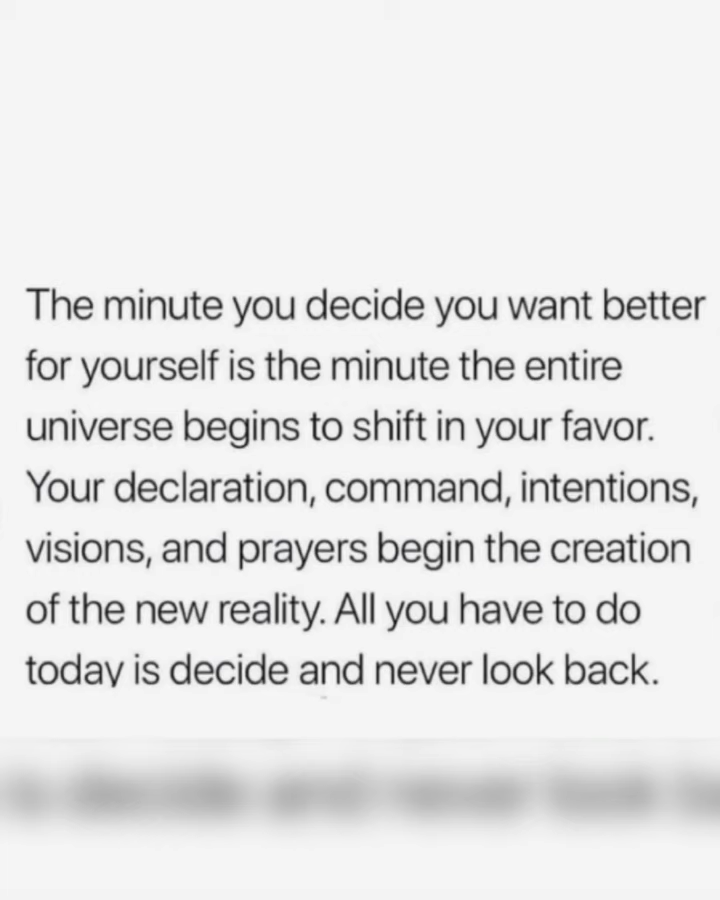 The minute you decide you want better
for yourself is the minute the entire
universe begins to shift in your favor.
Your declaration, command, intentions,
visions, and prayers begin the creation
of the new reality. All you have to do
today is decide and never look back.